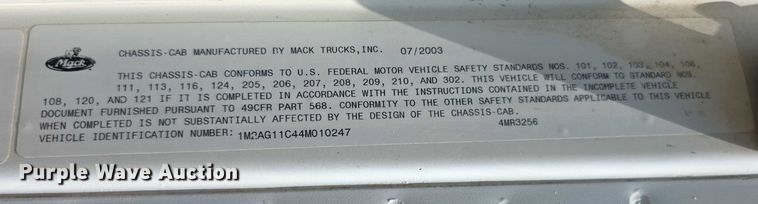 Mack
CHASSIS-CAB MANUFACTURED BY MACK TRUCKS,INC. 07/2003
THIS CHASSIS-CAB CONFORMS TO U.S. FEDERAL MOTOR VEHICLE SAFETY STANDARDS NOS. 101, 102, 103, 104, 106,
111, 113, 116, 124, 205, 206, 207, 208, 209, 210, AND 302. THIS VEHICLE WILL CONFORM TO STANDARD NOS.
108, 120, AND 121 IF IT IS COMPLETED IN ACCORDANCE WITH THE INSTRUCTIONS CONTAINED IN THE INCOMPLETE VEHICLE
DOCUMENT FURNISHED PURSUANT TO 49CFR PART 568. CONFORMITY TO THE OTHER SAFETY STANDARDS APPLICABLE TO THIS VEHICLE
WHEN COMPLETED IS NOT SUBSTANTIALLY AFFECTED BY THE DESIGN OF THE CHASSIS-CAB.
4MR3256
VEHICLE IDENTIFICATION NUMBER: 1M2AG11C44M010247
Purple Wave Auction